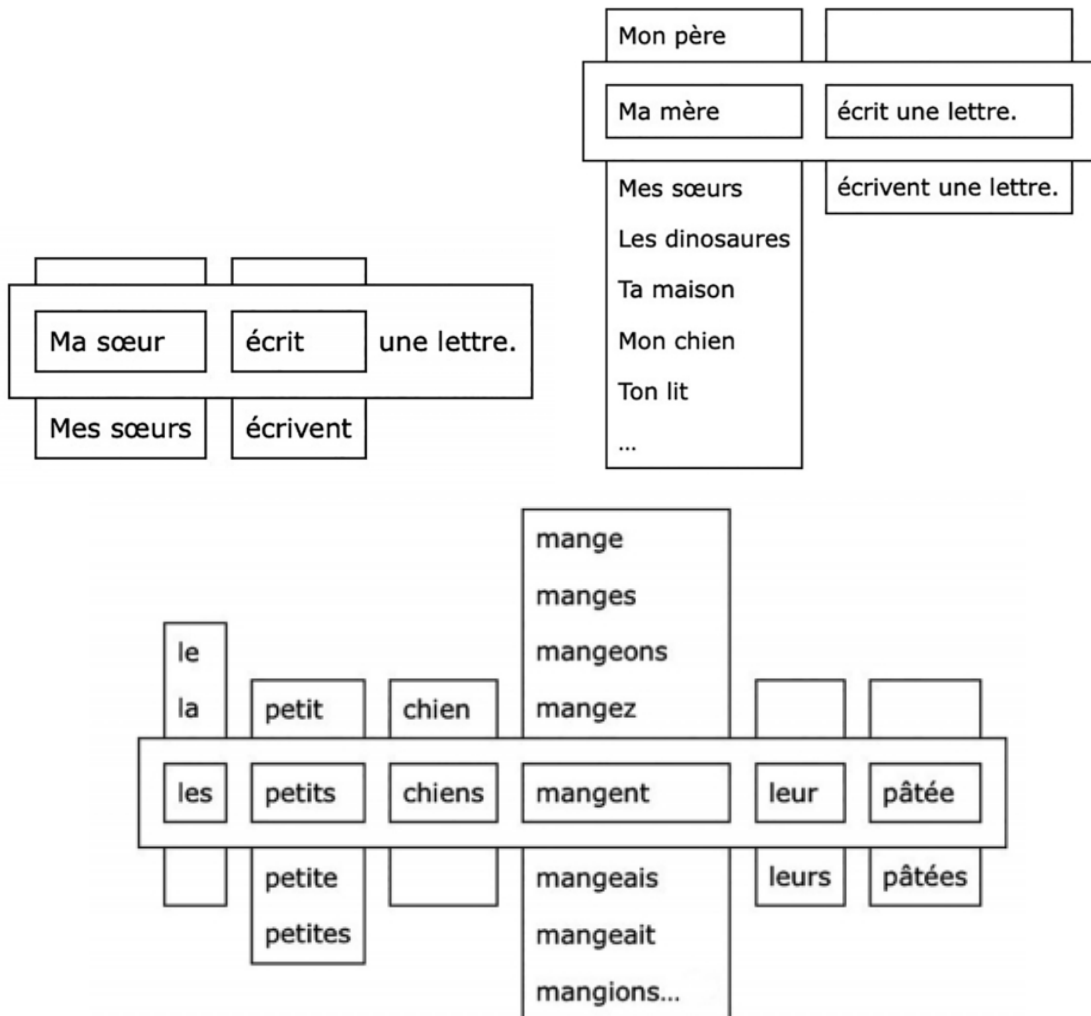 Mon père
Ma mère écrit une lettre.
Mes sœurs écrivent une lettre.
Les dinosaures
Ta maison
Mon chien
Ton lit
...
Ma sœur écrit une lettre.
Mes sœurs écrivent
mange
manges
le mangeons
la petit chien mangez
les petits chiens mangent leur pâtée
petite mangeais leurs pâtées
petites mangeait
mangions...